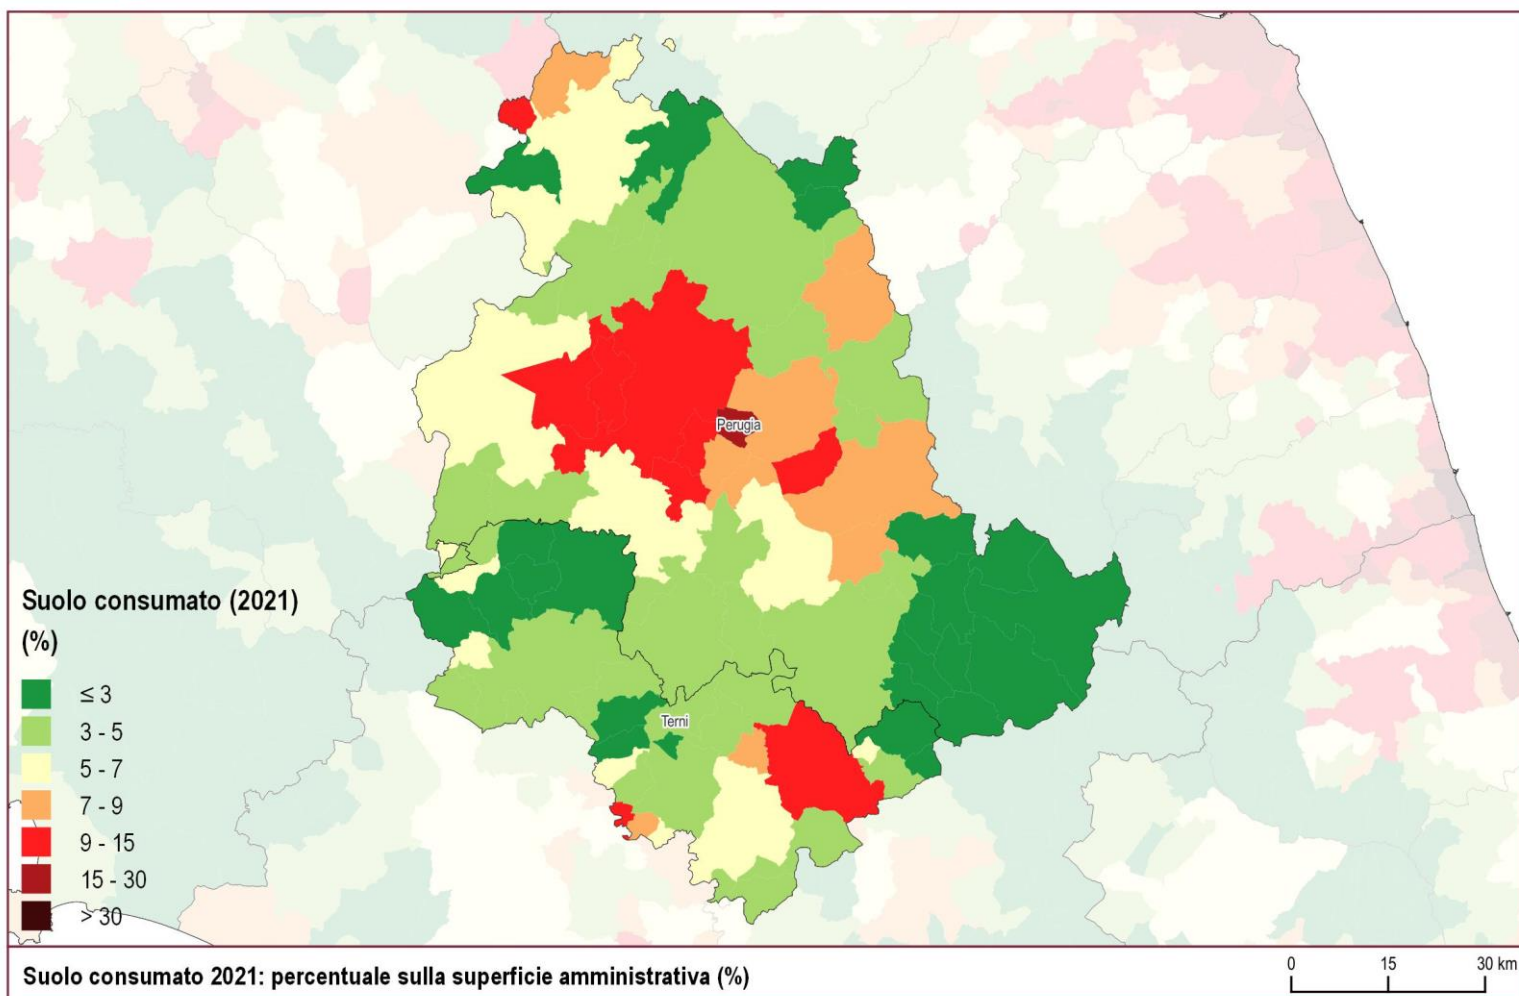 Perugia
Terni
Suolo consumato (2021)
(%)
≤ 3
3 - 5
5 - 7
7 - 9
9 - 15
15 - 30
> 30
Suolo consumato 2021: percentuale sulla superficie amministrativa (%)
0 15 30 km